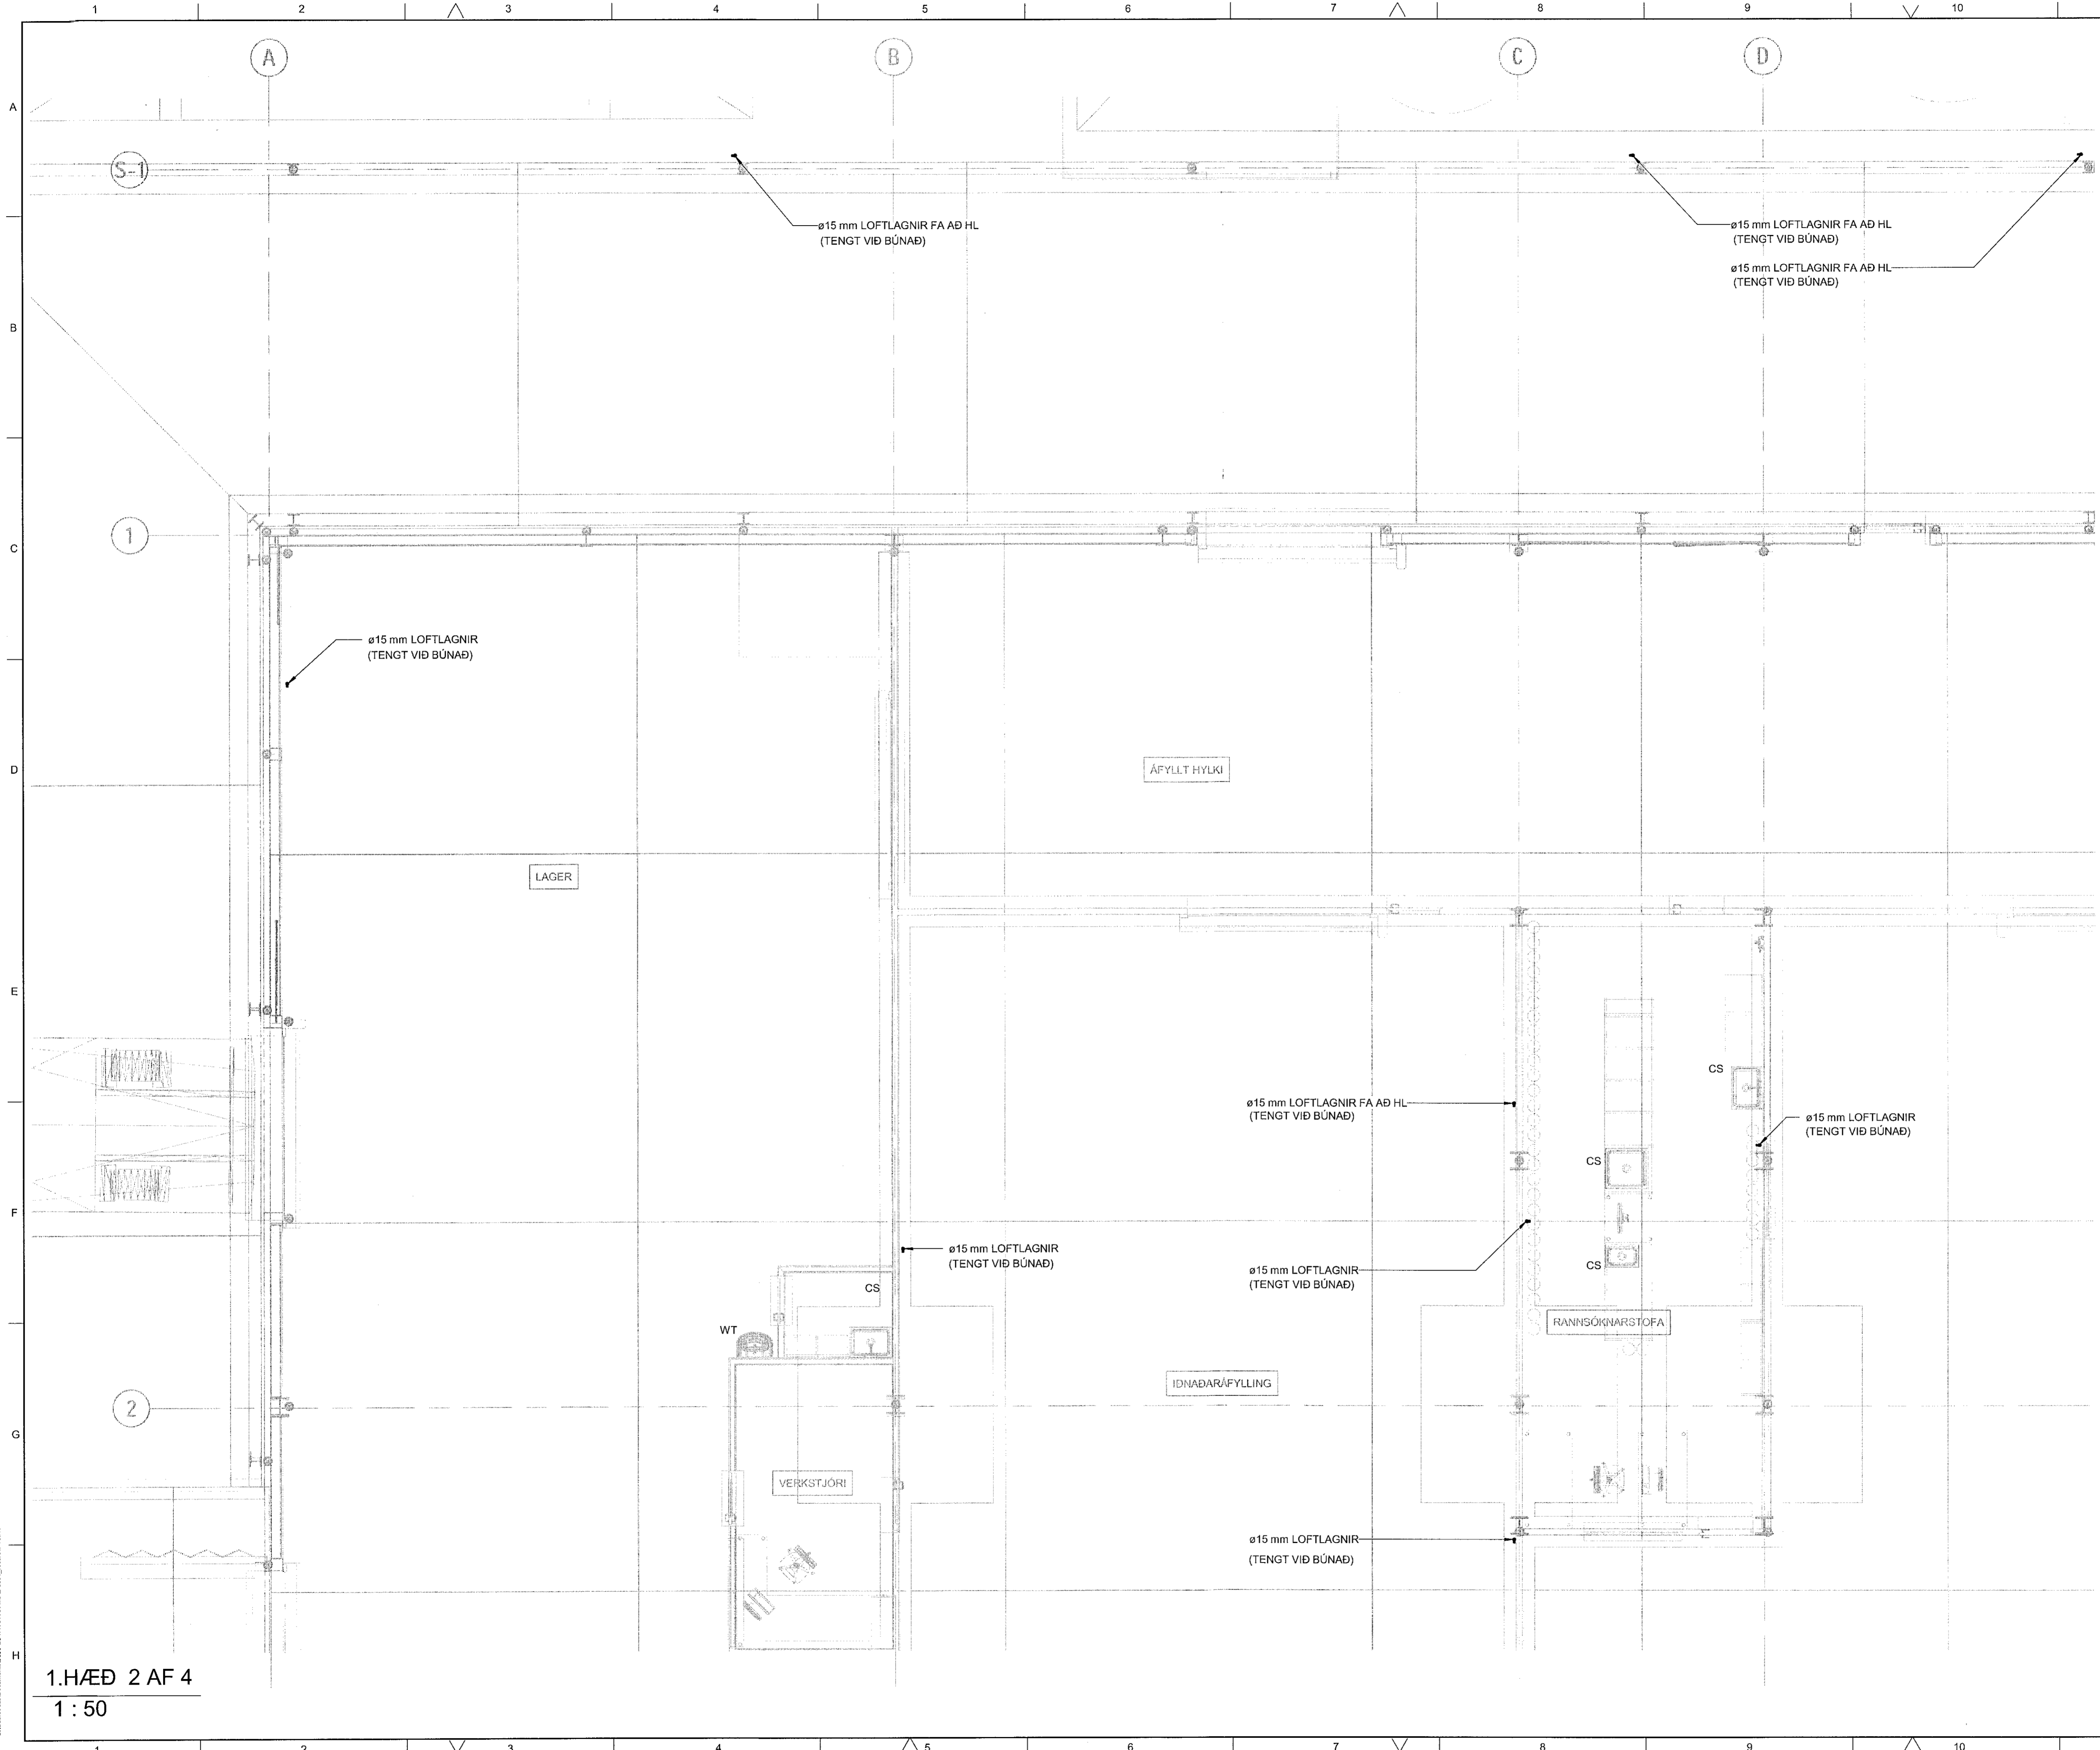 1 2 3 4 5 6 7 8 9 10
A B C D
A
S-1
ø15 mm LOFTLAGNIR FA AÐ HL
(TENGT VIÐ BÚNAÐ)
ø15 mm LOFTLAGNIR FA AÐ HL
(TENGT VIÐ BÚNAÐ)
ø15 mm LOFTLAGNIR FA AÐ HL
(TENGT VIÐ BÚNAÐ)
B
1
C
ø15 mm LOFTLAGNIR
(TENGT VIÐ BÚNAÐ)
D
ÁFYLLT HYLKI
LAGER
E
CS
ø15 mm LOFTLAGNIR FA AÐ HL
(TENGT VIÐ BÚNAÐ)
ø15 mm LOFTLAGNIR
(TENGT VIÐ BÚNAÐ)
CS
F
ø15 mm LOFTLAGNIR
(TENGT VIÐ BÚNAÐ)
CS
ø15 mm LOFTLAGNIR
(TENGT VIÐ BÚNAÐ)
CS
WT
RANNSÓKNARSTOFA
IDNAÐARÁFYLLING
2
G
VERKSTJÓRI
ø15 mm LOFTLAGNIR
(TENGT VIÐ BÚNAÐ)
H
1.HÆÐ 2 AF 4
1 : 50
1 2 3 4 5 6 7 8 9 10